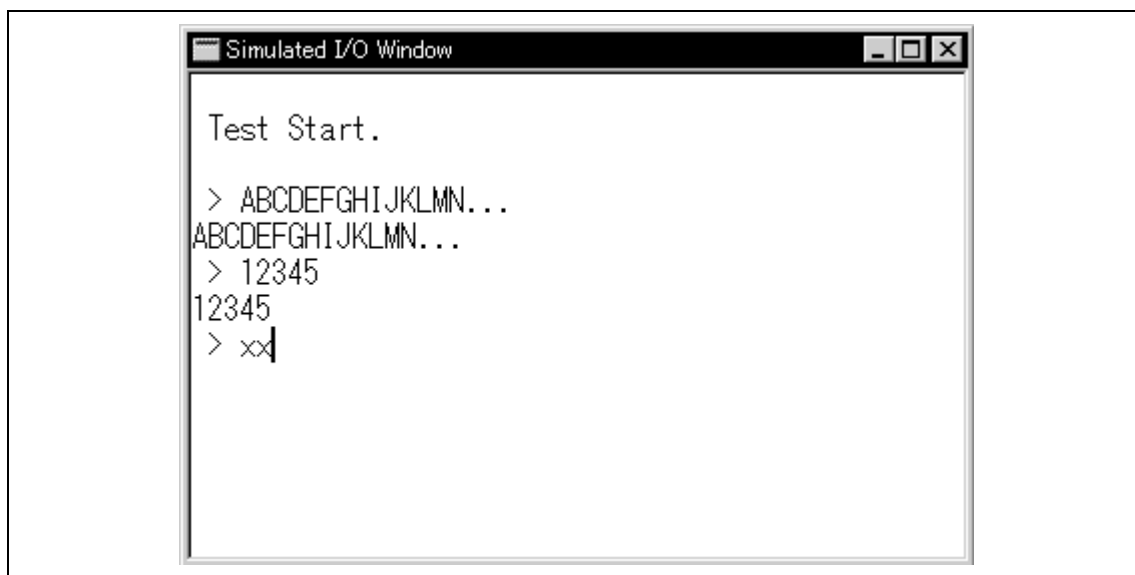 Simulated I/O Window
Test Start.
> ABCDEFGHIJKLMN...
ABCDEFGHIJKLMN...
> 12345
12345
> xx